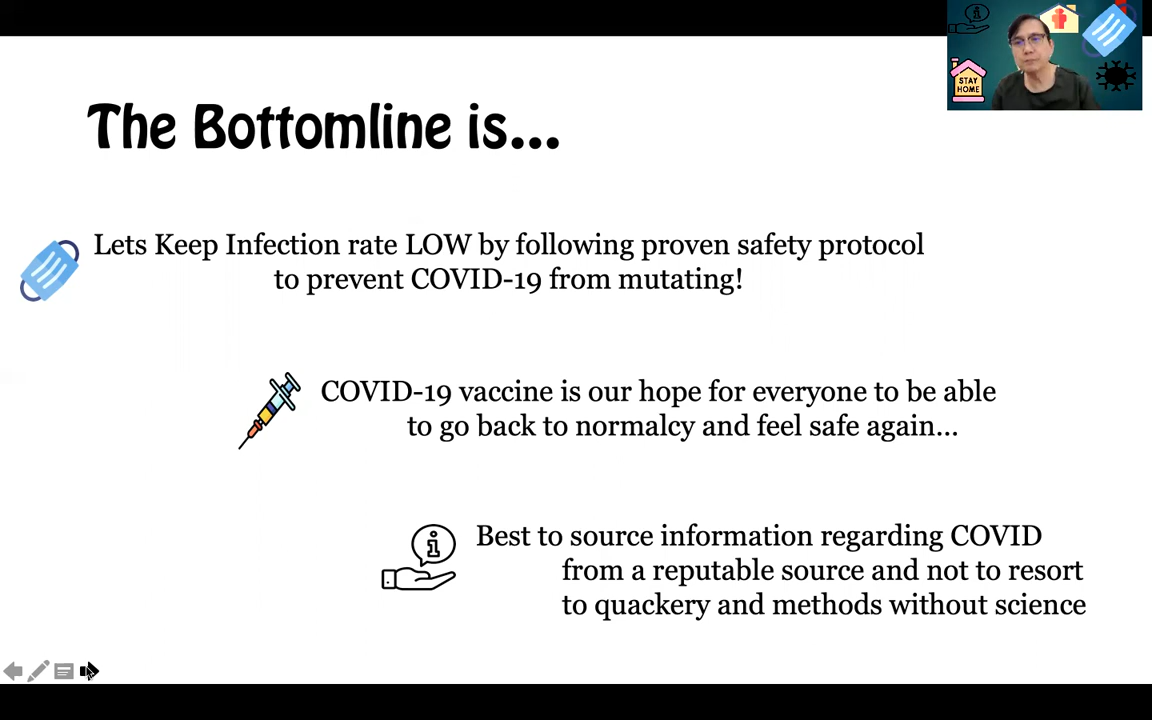 The Bottomline is...
STAY
HOME
Lets Keep Infection rate LOW by following proven safety protocol
to prevent COVID-19 from mutating!
COVID-19 vaccine is our hope for everyone to be able
to go back to normalcy and feel safe again...
Best to source information regarding COVID
from a reputable source and not to resort
to quackery and methods without science